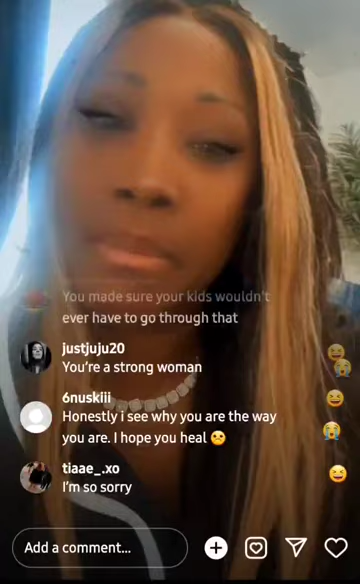 You made sure your kids wouldn't
ever have to go through that
justjuju20
You're a strong woman
6nuskiii
Honestly i see why you are the way
you are. I hope you heal 😕
tiaae_.xo
I'm so sorry
Add a comment...